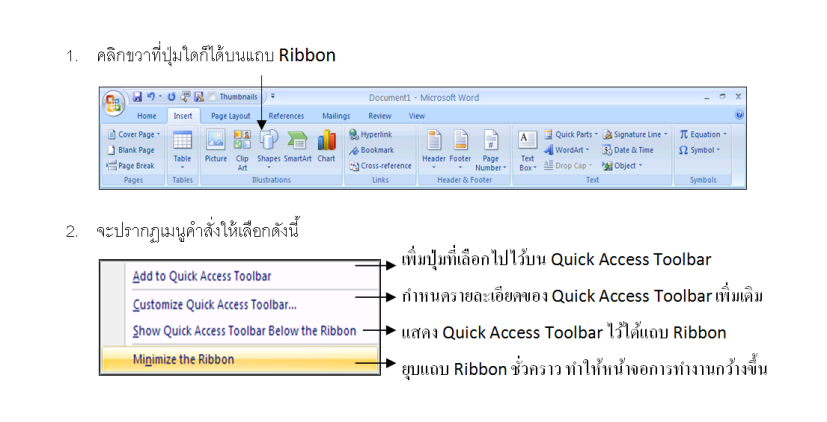 1. คลิกขวาที่ปุ่มใดก็ได้บนแถบ Ribbon
Thumbnails
Document1 - Microsoft Word
Home Insert Page Layout References Mailings Review View
Cover Page
Blank Page
Page Break
Pages
Table
Tables
Picture Clip Art Shapes SmartArt Chart
Illustrations
Hyperlink
Bookmark
Cross-reference
Links
Header Footer Page Number
Header & Footer
Text Box
Quick Parts
WordArt
Drop Cap
Signature Line
Date & Time
Object
Text
Equation
Symbol
Symbols
2. จะปรากฏเมนูคำสั่งให้เลือกดังนี้
Add to Quick Access Toolbar
เพิ่มปุ่มที่เลือกไปไว้บน Quick Access Toolbar
Customize Quick Access Toolbar...
กำหนดรายละเอียดของ Quick Access Toolbar เพิ่มเติม
Show Quick Access Toolbar Below the Ribbon
แสดง Quick Access Toolbar ไว้ใต้แถบ Ribbon
Minimize the Ribbon
ยุบแถบ Ribbon ชั่วคราว ทำให้หน้าจอการทำงานกว้างขึ้น